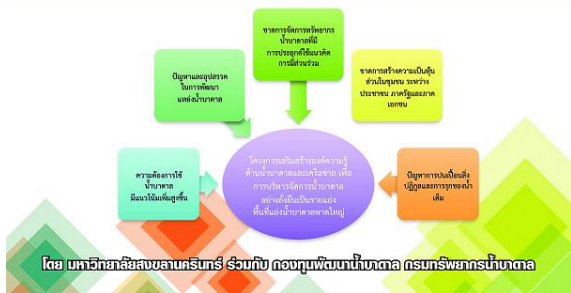 ขาดการจัดการทรัพยากร
น้ำบาดาลที่มี
การประยุกต์ใช้แนวคิด
การมีส่วนร่วม
ปัญหาและอุปสรรค
ในการพัฒนา
แหล่งน้ำบาดาล
ขาดการสร้างความเป็นหุ้น
ส่วนในชุมชน ระหว่าง
ประชาชน ภาครัฐและภาค
เอกชน
ความต้องการใช้
น้ำบาดาล
มีแนวโน้มเพิ่มสูงขึ้น
โครงการเสริมสร้างองค์ความรู้
ด้านน้ำบาดาลและเครือข่าย เพื่อ
การบริหารจัดการน้ำบาดาล
อย่างยั่งยืนเป็นรายแอ่ง
พื้นที่แอ่งน้ำบาดาลหาดใหญ่
ปัญหาการปนเปื้อนสิ่ง
ปฏิกูลและการรุกของน้ำ
เค็ม
โดย มหาวิทยาลัยสงขลานครินทร์ ร่วมกับ กองทุนพัฒนาน้ำบาดาล กรมทรัพยากรน้ำบาดาล